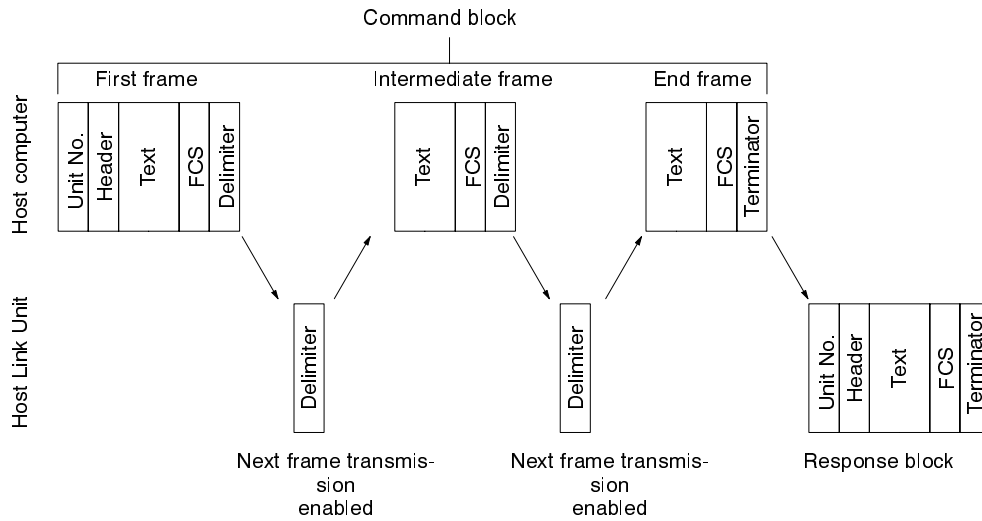 Command block
First frame
Intermediate frame
End frame
Host computer
Unit No.
Header
Text
FCS
Delimiter
Text
FCS
Delimiter
Text
FCS
Terminator
Host Link Unit
Delimiter
Delimiter
Unit No.
Header
Text
FCS
Terminator
Next frame transmis-
sion
enabled
Next frame transmis-
sion
enabled
Response block